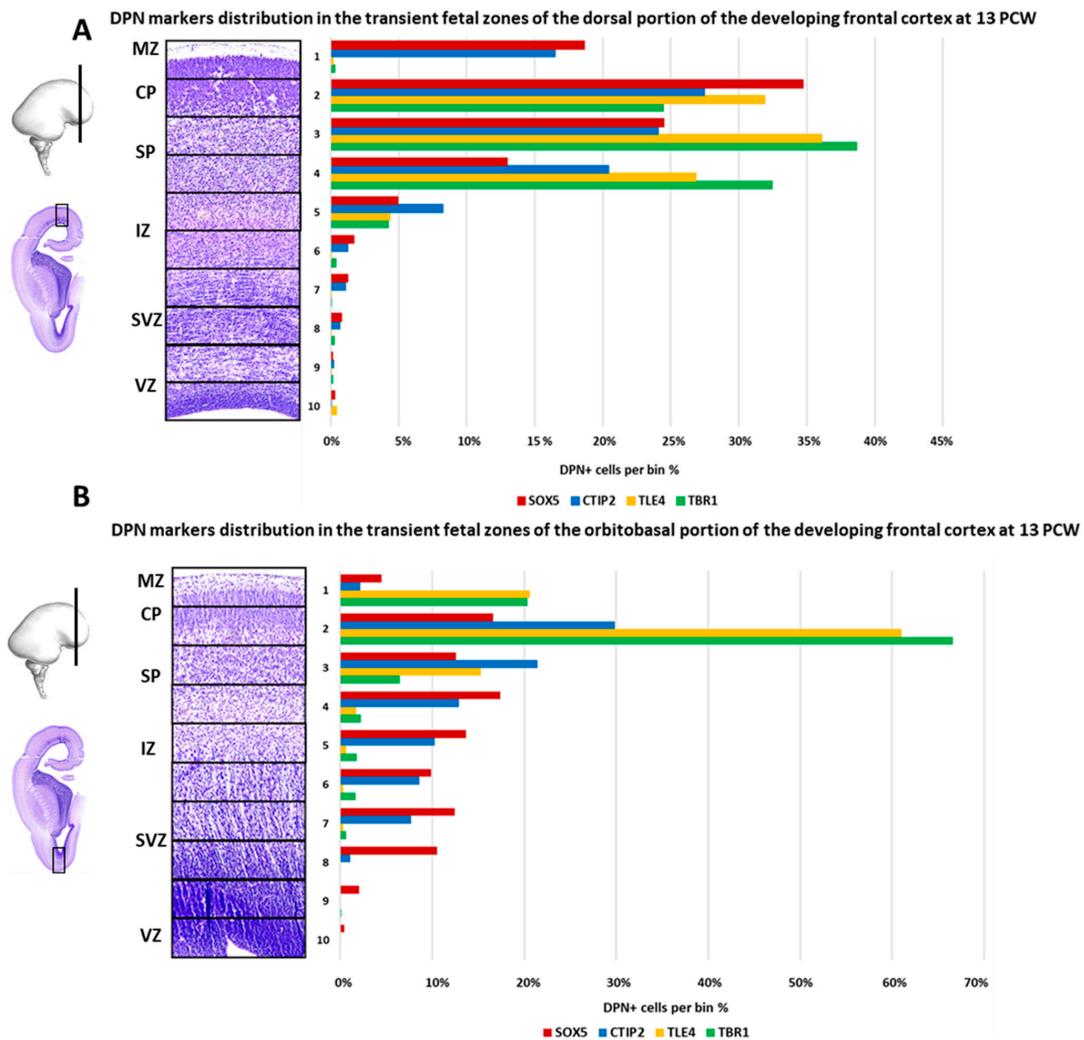 A
DPN markers distribution in the transient fetal zones of the dorsal portion of the developing frontal cortex at 13 PCW
MZ
CP
SP
IZ
SVZ
VZ
1
2
3
4
5
6
7
8
9
10
0% 5% 10% 15% 20% 25% 30% 35% 40% 45%
DPN+ cells per bin %
SOX5 CTIP2 TLE4 TBR1
B
DPN markers distribution in the transient fetal zones of the orbitobasal portion of the developing frontal cortex at 13 PCW
MZ
CP
SP
IZ
SVZ
VZ
1
2
3
4
5
6
7
8
9
10
0% 10% 20% 30% 40% 50% 60% 70%
DPN+ cells per bin %
SOX5 CTIP2 TLE4 TBR1